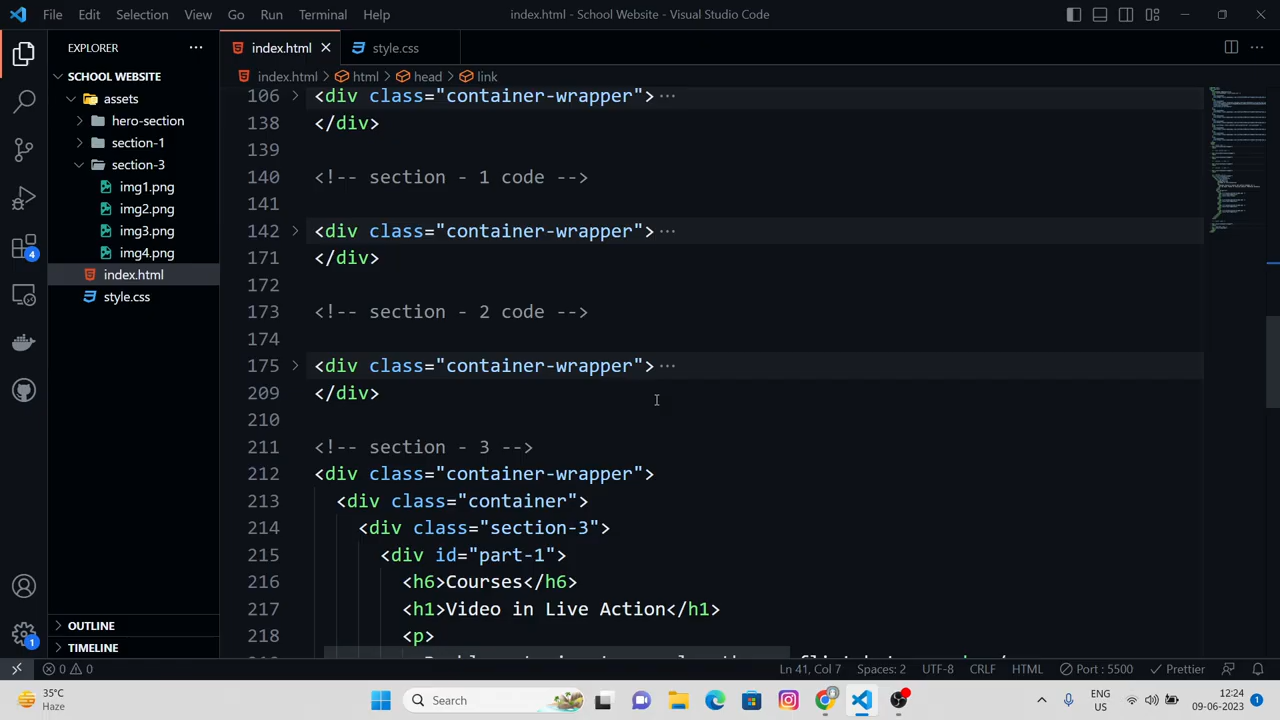 File Edit Selection View Go Run Terminal Help
index.html - School Website - Visual Studio Code
EXPLORER
index.html
style.css
SCHOOL WEBSITE
index.html > html > head > link
assets
hero-section
section-1
section-3
img1.png
img2.png
img3.png
img4.png
index.html
style.css
OUTLINE
TIMELINE
4
1
106 <div class="container-wrapper"> ...
138 </div>
139
140 <!-- section - 1 code -->
141
142 <div class="container-wrapper"> ...
171 </div>
172
173 <!-- section - 2 code -->
174
175 <div class="container-wrapper"> ...
209 </div>
210
211 <!-- section - 3 -->
212 <div class="container-wrapper">
213 <div class="container">
214 <div class="section-3">
215 <div id="part-1">
216 <h6>Courses</h6>
217 <h1>Video in Live Action</h1>
218 <p>
0 0 Ln 41, Col 7 Spaces: 2 UTF-8 CRLF HTML Port : 5500 Prettier
35°C
Haze
Search
ENG
US
12:24
09-06-2023
1